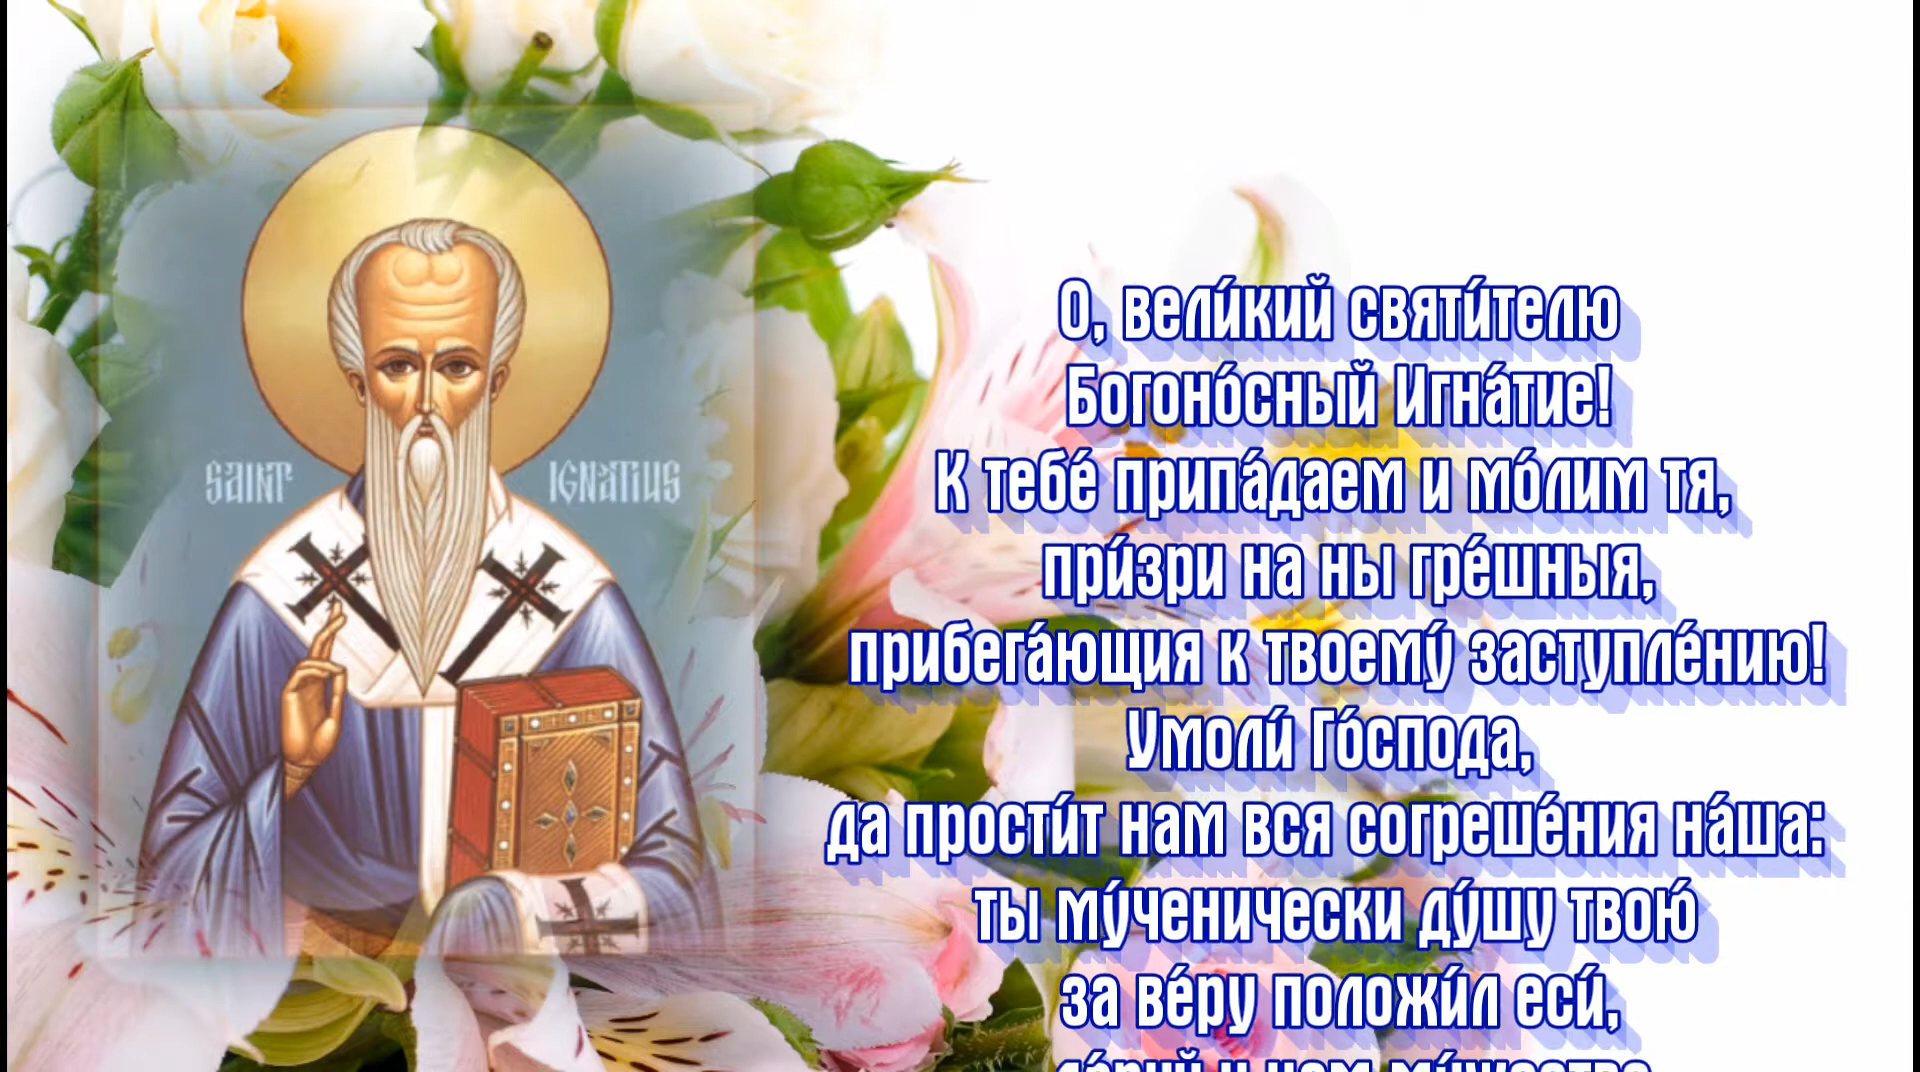 SAINT IGNATIUS
О, вели́кий святи́телю
Богоно́сный Игна́тие!
К тебе́ припа́даем и мо́лим тя,
при́зри на ны гре́шныя,
прибега́ющия к твоему́ заступле́нию!
Умоли́ Го́спода,
да прости́т нам вся согреше́ния на́ша:
ты му́ченически ду́шу твою́
за ве́ру положи́л еси́,
и нам